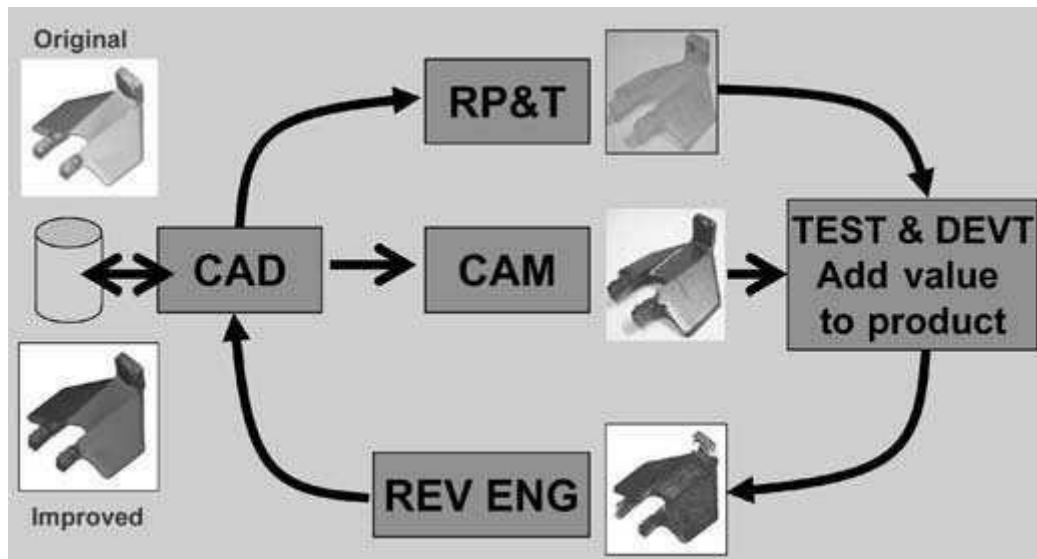 Original
RP&T
CAD
CAM
TEST & DEVT
Add value
to product
REV ENG
Improved